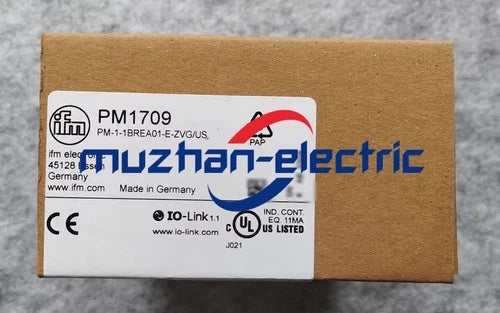 ifm
PM1709
PM-1-1BREA01-E-ZVG/US
PAP
ifm electronic
45128 Essen
Germany
www.ifm.com
Made in Germany
muzhan-electric
CE
IO-Link 1.1
www.io-link.com
c UL US LISTED
IND. CONT.
EQ. 11MA
J021